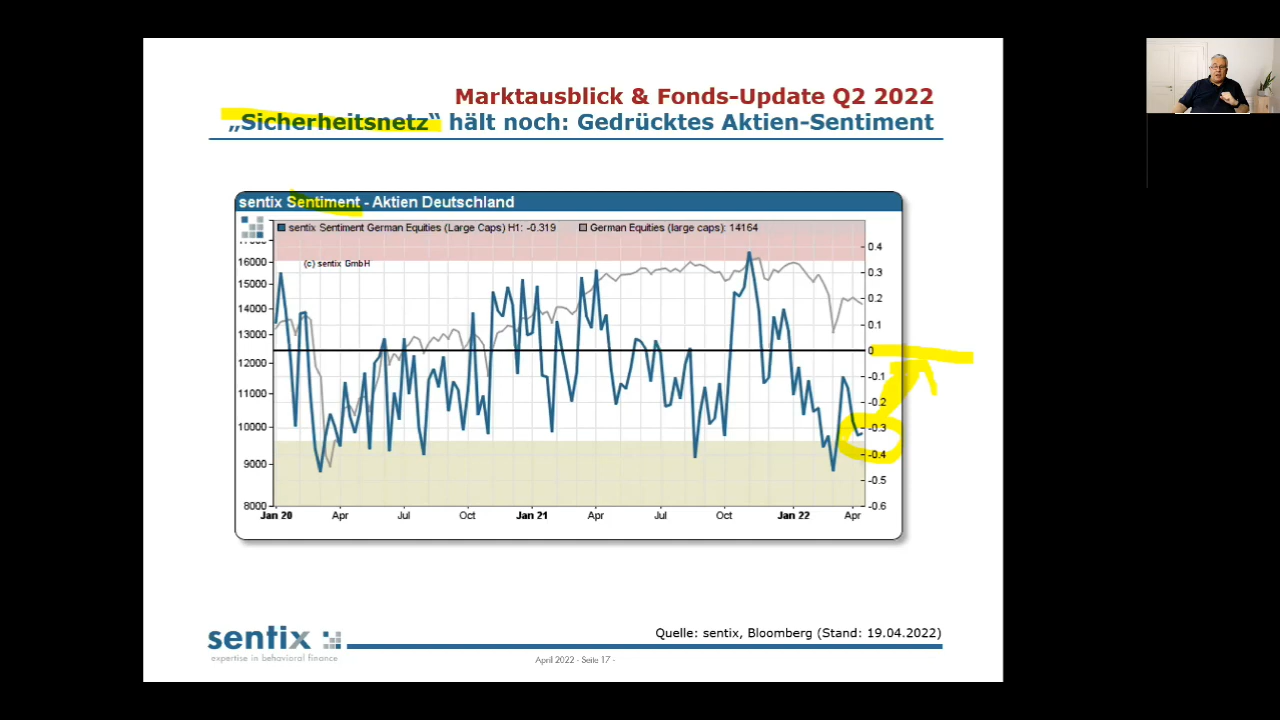 Marktausblick & Fonds-Update Q2 2022
„Sicherheitsnetz“ hält noch: Gedrücktes Aktien-Sentiment
sentix Sentiment - Aktien Deutschland
sentix Sentiment German Equities (Large Caps) H1: -0.319
German Equities (large caps): 14164
(c) sentix GmbH
16000
15000
14000
13000
12000
11000
10000
9000
8000
0.4
0.3
0.2
0.1
0
-0.1
-0.2
-0.3
-0.4
-0.5
-0.6
Jan 20 Apr Jul Oct Jan 21 Apr Jul Oct Jan 22 Apr
sentix
expertise in behavioral finance
Quelle: sentix, Bloomberg (Stand: 19.04.2022)
April 2022 - Seite 17 -